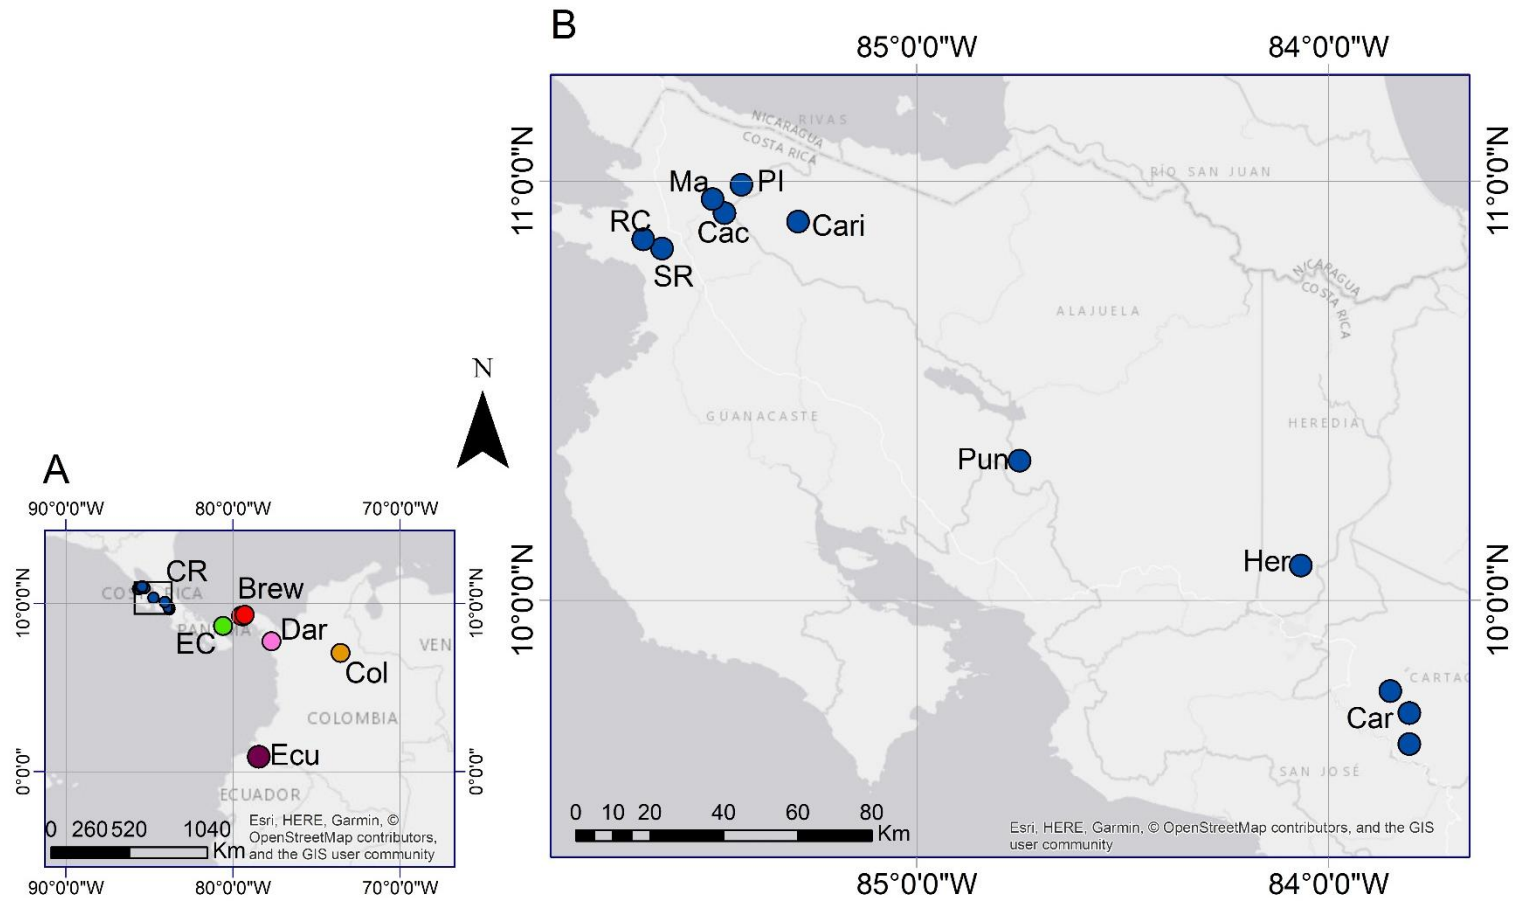 B
85°0'0"W 84°0'0"W
NICARAGUA
COSTA RICA
RIVAS
RÍO SAN JUAN
11°0'0"N
11°0'0"N
Ma
Pl
RC
Cac
Cari
SR
NICARAGUA
COSTA RICA
ALAJUELA
GUANACASTE
HEREDIA
Pun
Her
10°0'0"N
10°0'0"N
CARTAG
Car
SAN JOSÉ
0 10 20 40 60 80
Km
Esri, HERE, Garmin, © OpenStreetMap contributors, and the GIS
user community
85°0'0"W 84°0'0"W
N
A
90°0'0"W 80°0'0"W 70°0'0"W
CR
COSTA RICA
Brew
10°0'0"N
10°0'0"N
PANAMA
EC
Dar
VEN
Col
COLOMBIA
Ecu
0°0'0"
0°0'0"
ECUADOR
0 260 520 1040
Km
Esri, HERE, Garmin, ©
OpenStreetMap contributors,
and the GIS user community
90°0'0"W 80°0'0"W 70°0'0"W